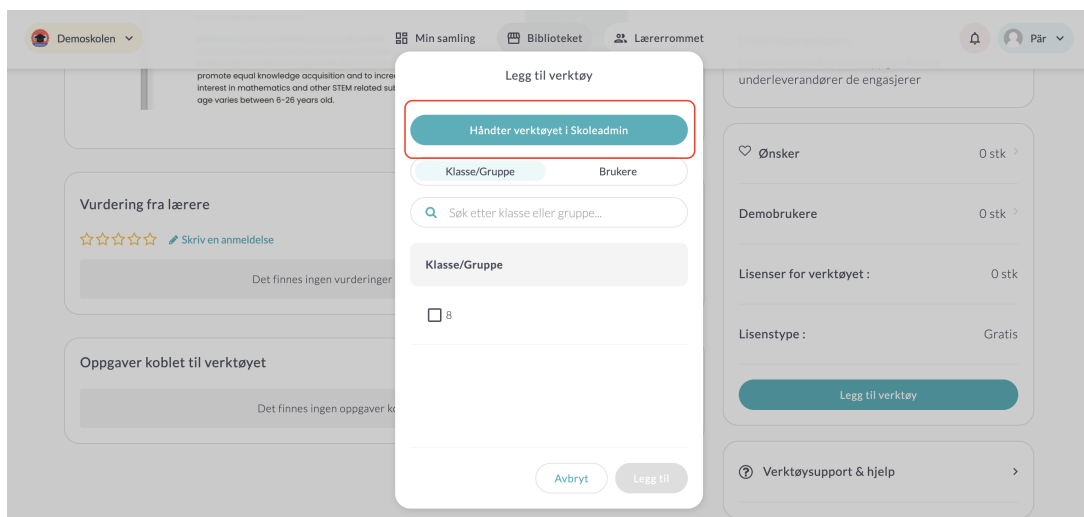 Demoskolen
Min samling
Biblioteket
Lærerrommet
Pär
promote equal knowledge acquisition and to incre
interest in mathematics and other STEM related sul
age varies between 6-26 years old.
Vurdering fra lærere
Skriv en anmeldelse
Det finnes ingen vurderinger
Oppgaver koblet til verktøyet
Det finnes ingen oppgaver ko
Legg til verktøy
Håndter verktøyet i Skoleadmin
Klasse/Gruppe
Brukere
Søk etter klasse eller gruppe...
Klasse/Gruppe
8
Avbryt
Legg til
underleverandører de engasjerer
Ønsker 0 stk
Demobrukere 0 stk
Lisenser for verktøyet : 0 stk
Lisenstype : Gratis
Legg til verktøy
Verktøysupport & hjelp